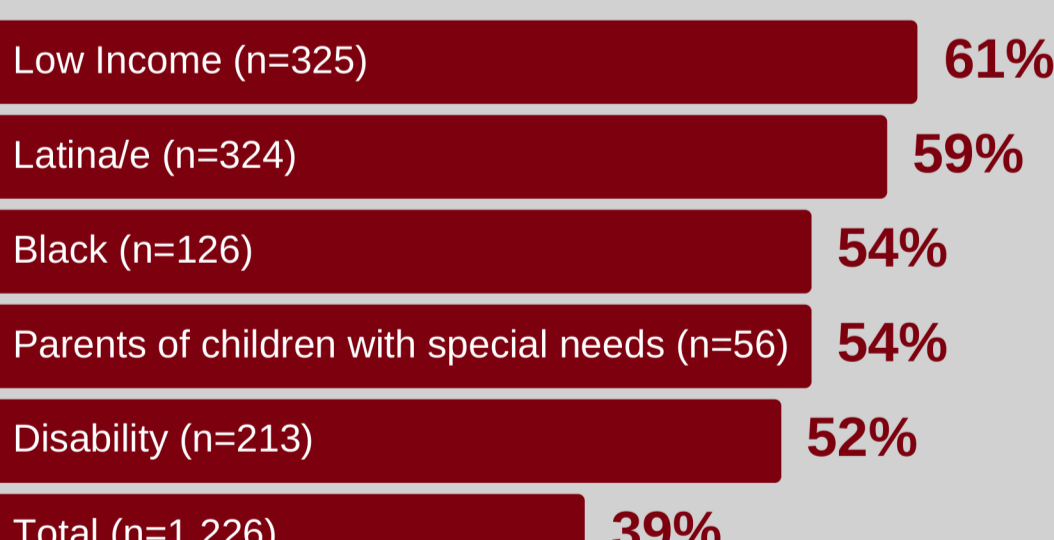 Low Income (n=325) 61%
Latina/e (n=324) 59%
Black (n=126) 54%
Parents of children with special needs (n=56) 54%
Disability (n=213) 52%
Total (n=1,226) 39%